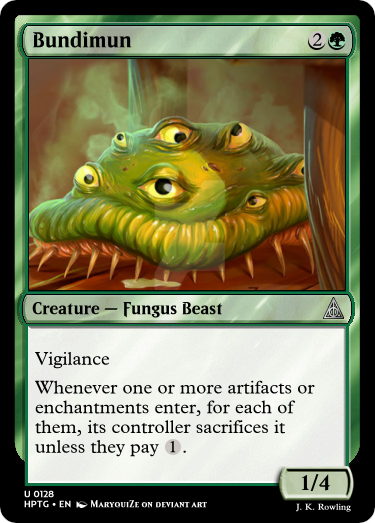 Bundimun 2
Creature — Fungus Beast
Vigilance
Whenever one or more artifacts or
enchantments enter, for each of
them, its controller sacrifices it
unless they pay 1.
1/4
U 0128
HPTG • EN MaryouiZe on deviant art
J. K. Rowling